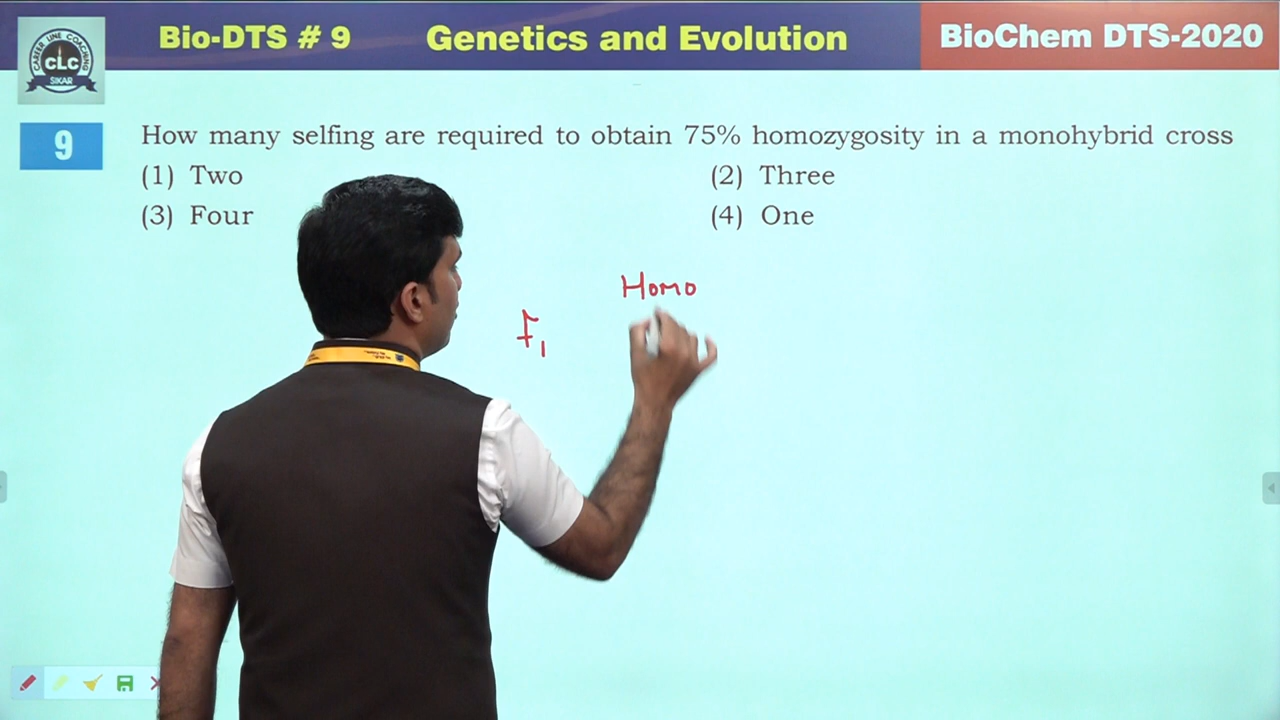 Bio-DTS # 9 Genetics and Evolution BioChem DTS-2020
CAREER LINE COACHING
CLC
SIKAR
9 How many selfing are required to obtain 75% homozygosity in a monohybrid cross
(1) Two (2) Three
(3) Four (4) One
Homo
F1